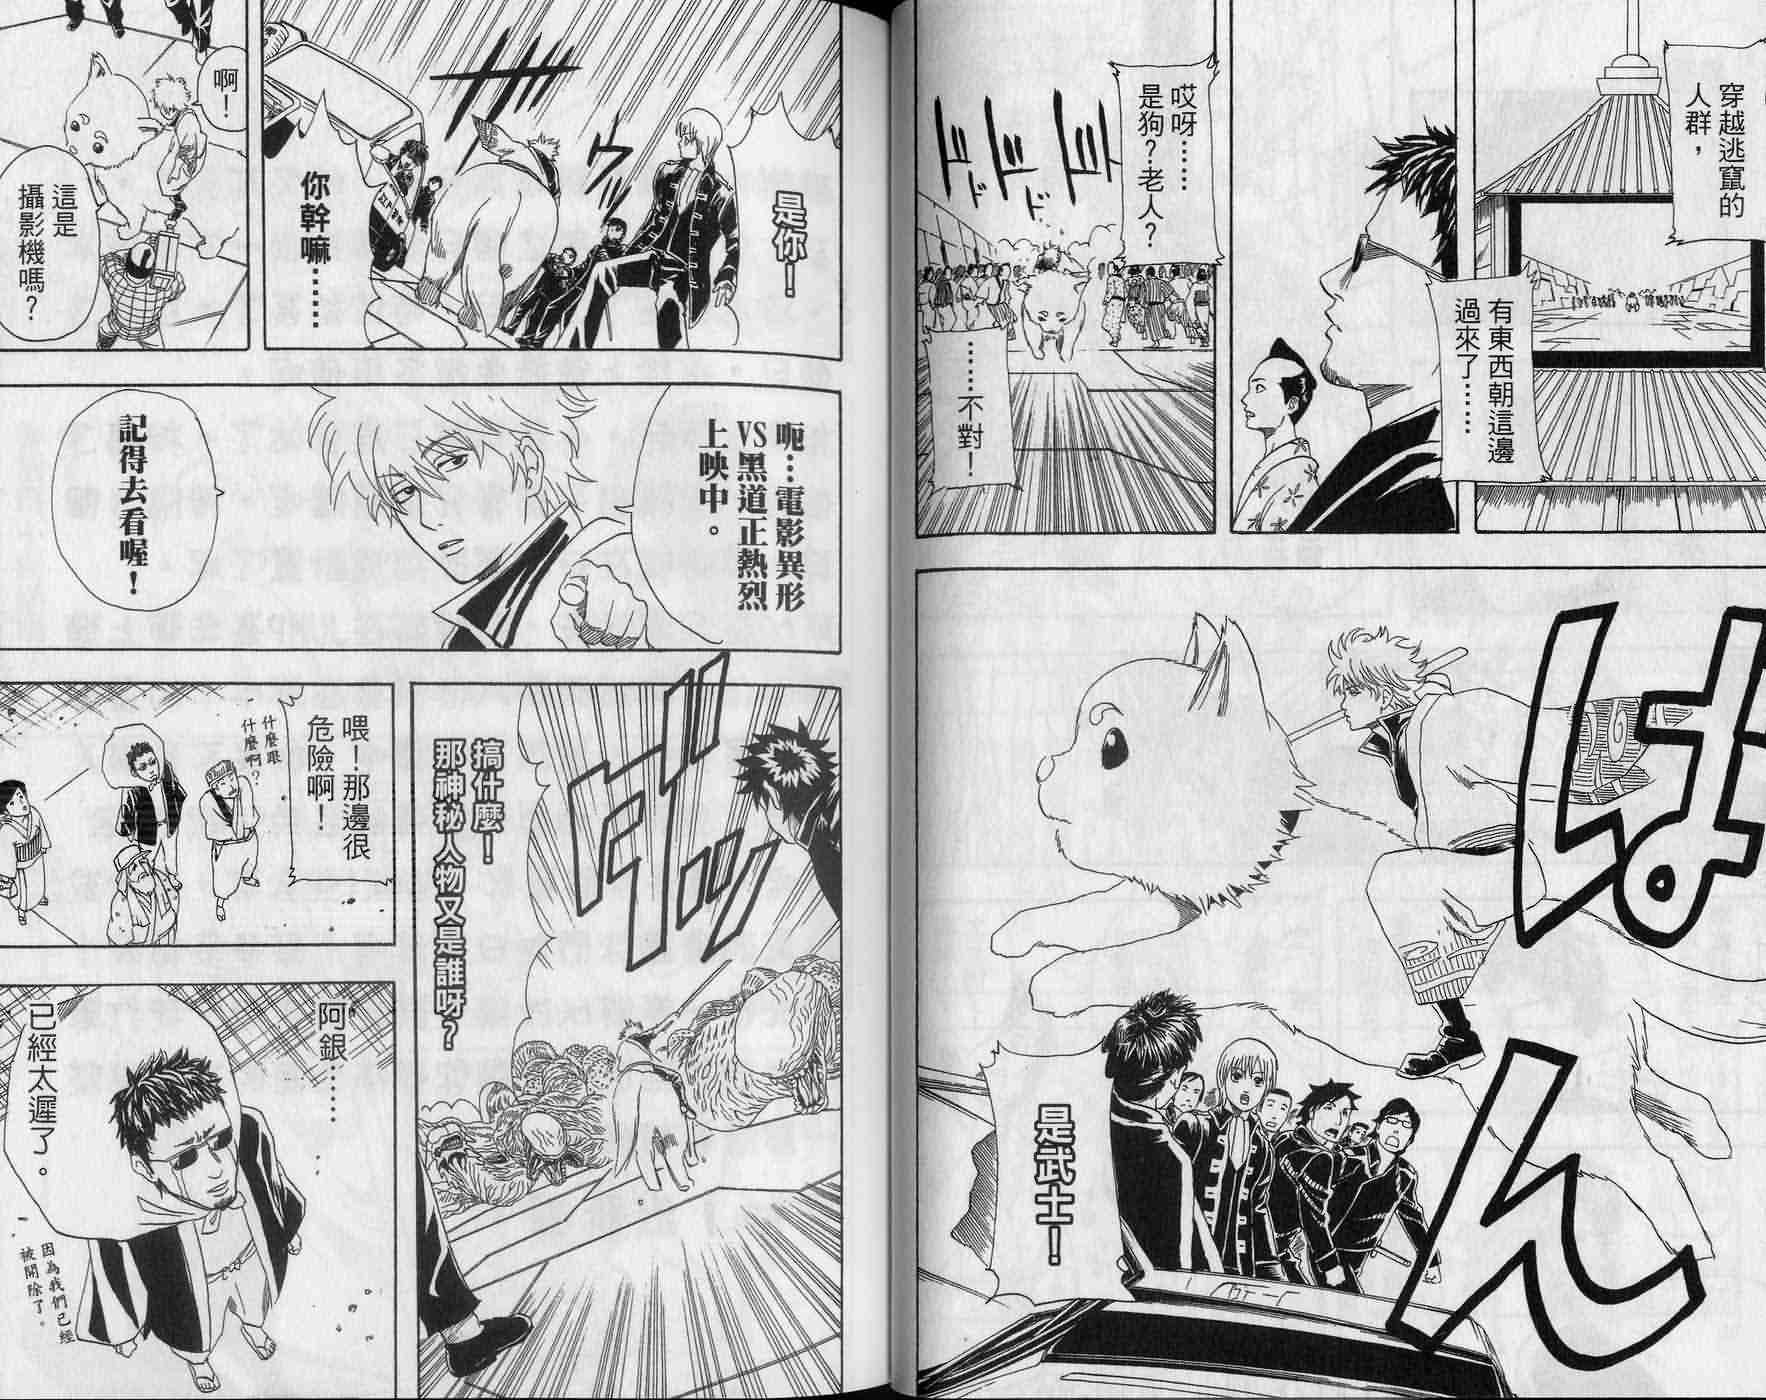 穿越逃竄的
人群，
有東西朝這邊
過來了……
哎呀……
是狗？老人？
ドドドド
……不對！
ばん
是武士！
是你！
你幹嘛……
啊！
這是
攝影機嗎？
呃…電影異形
VS黑道正熱烈
上映中。
記得去看喔！
搞什麼！
那神秘人物又是誰呀？
喂！那邊很
危險啊！
什麼跟
什麼啊？
阿銀……
已經太遲了。
因為我們已經
被開除了。